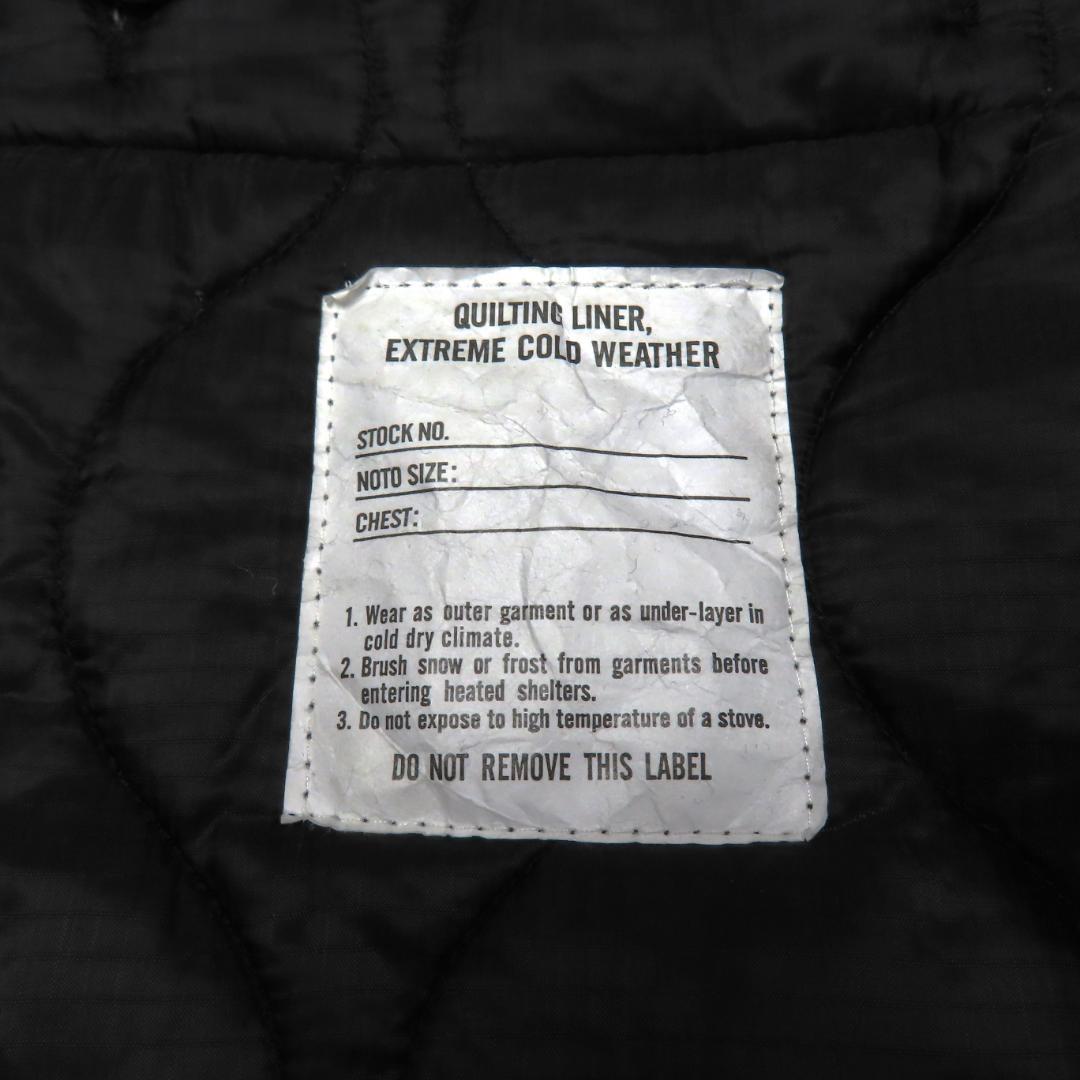 QUILTING LINER,
EXTREME COLD WEATHER
STOCK NO.
NOTO SIZE:
CHEST:
1. Wear as outer garment or as under-layer in
cold dry climate.
2. Brush snow or frost from garments before
entering heated shelters.
3. Do not expose to high temperature of a stove.
DO NOT REMOVE THIS LABEL